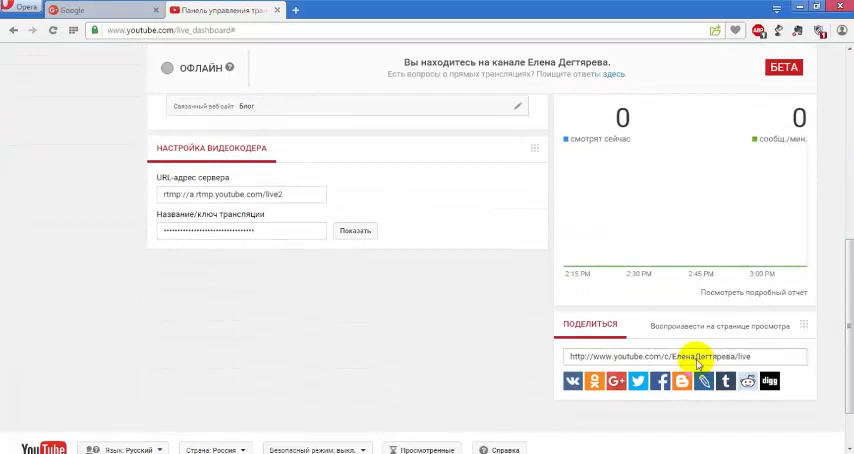 Opera
Google
Панель управления тран
www.youtube.com/live_dashboard#
ABP
ОФЛАЙН
Вы находитесь на канале Елена Дегтярева.
Есть вопросы о прямых трансляциях? Поищите ответы здесь.
БЕТА
Связанный веб-сайт Блог
0
0
смотрят сейчас
сообщ./мин.
НАСТРОЙКА ВИДЕОКОДЕРА
URL-адрес сервера
rtmp://a.rtmp.youtube.com/live2
Название/ключ трансляции
•••••••••••••••••••••••••••••••• Показать
2:15 PM 2:30 PM 2:45 PM 3:00 PM
Посмотреть подробный отчет
ПОДЕЛИТЬСЯ
Воспроизвести на странице просмотра
http://www.youtube.com/c/ЕленаДегтярева/live
digg
YouTube
Язык: Русский
Страна: Россия
Безопасный режим: выкл.
Просмотренные
Справка